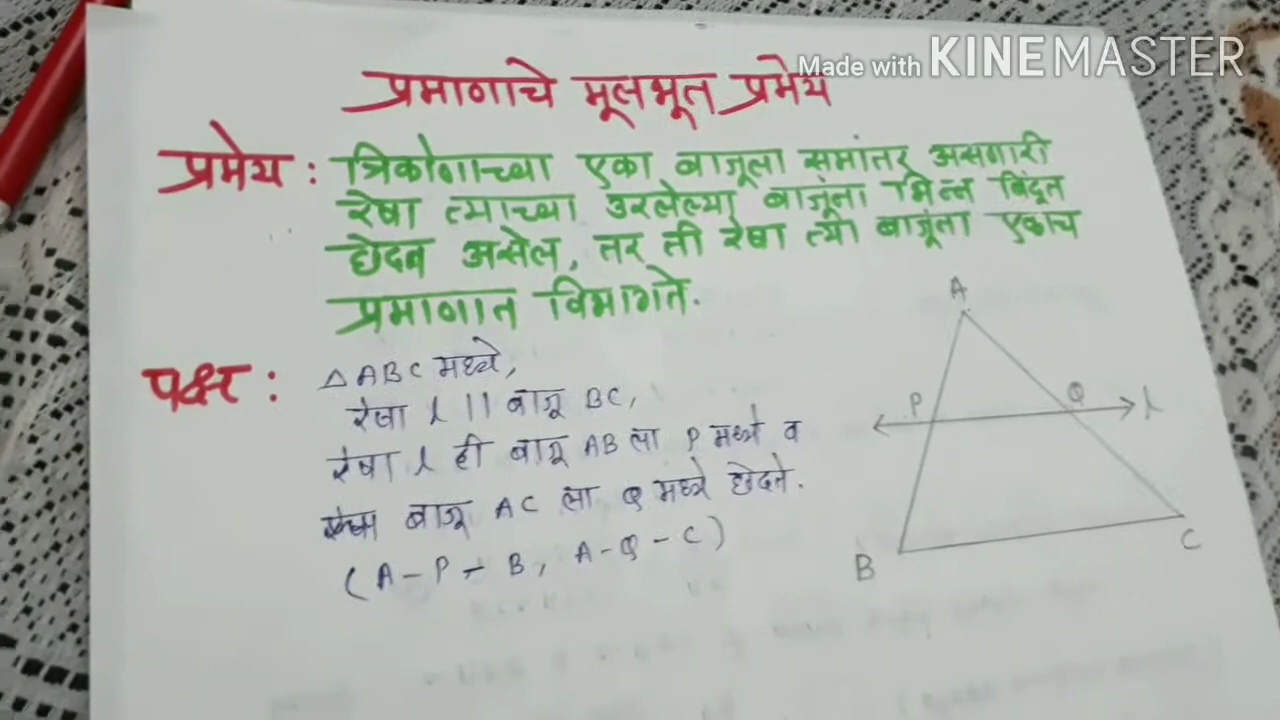 Made with KINEMASTER
प्रमाणाचे मूलभूत प्रमेय
प्रमेय : त्रिकोणाच्या एका बाजूला समांतर असणारी
रेषा त्याच्या उरलेल्या बाजूंना भिन्न बिंदूत
छेदत असेल, तर ती रेषा त्या बाजूंना एकाच
प्रमाणात विभागते.
पक्ष : △ABC मध्ये,
रेषा l || बाजू BC,
रेषा l ही बाजू AB ला P मध्ये व
बाजू AC ला Q मध्ये छेदते.
(A - P - B, A - Q - C)
A
P
Q
l
B
C